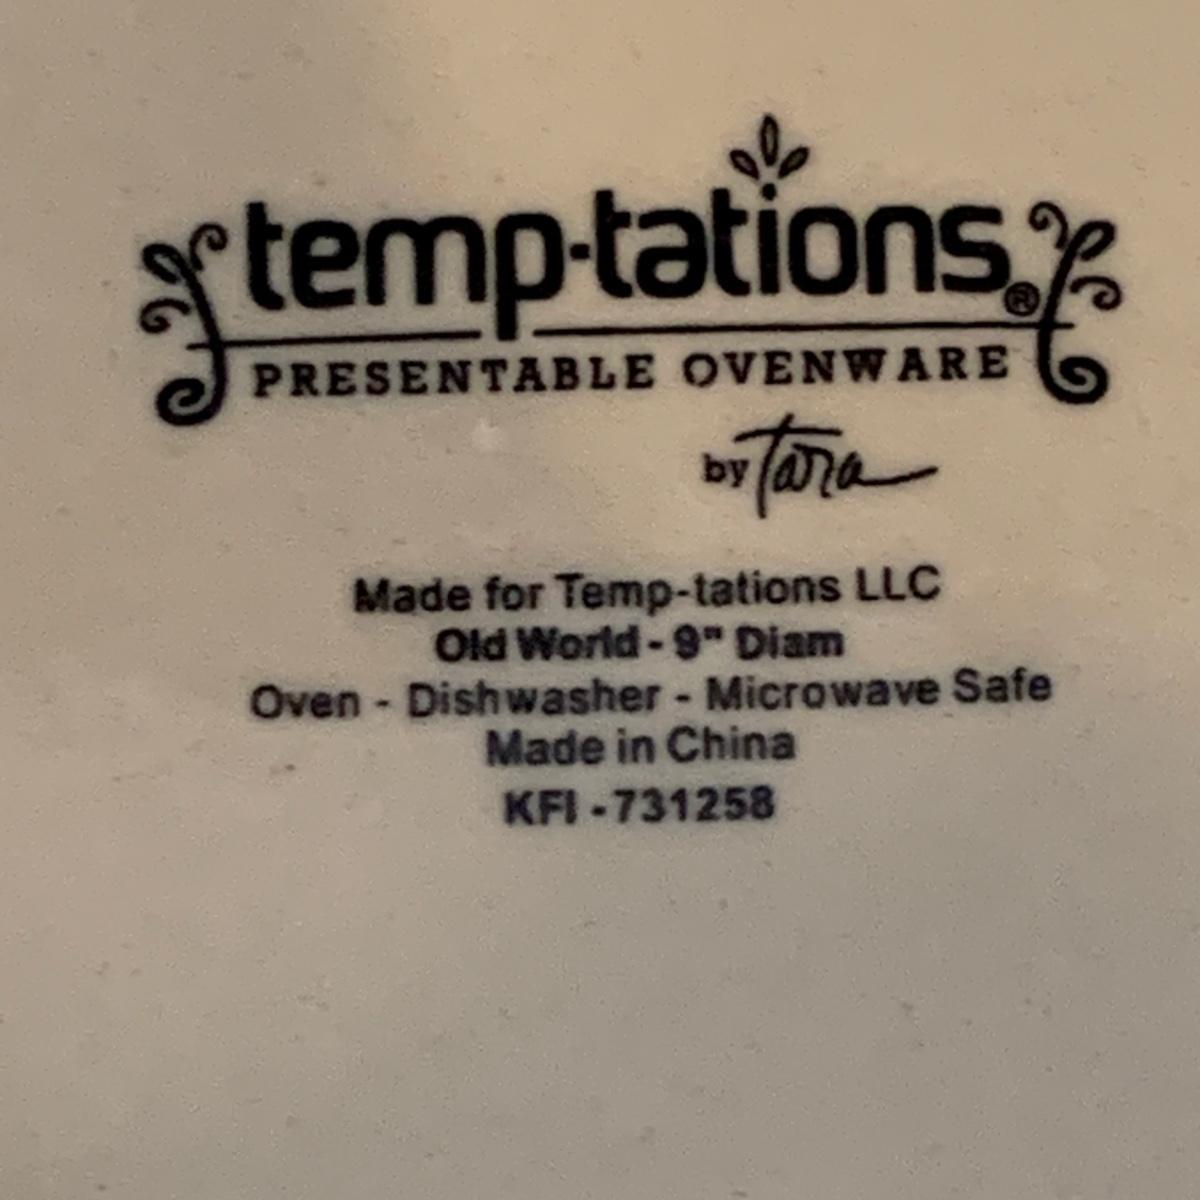 temp-tations®
PRESENTABLE OVENWARE
by Tara
Made for Temp-tations LLC
Old World - 9" Diam
Oven - Dishwasher - Microwave Safe
Made in China
KFI - 731258